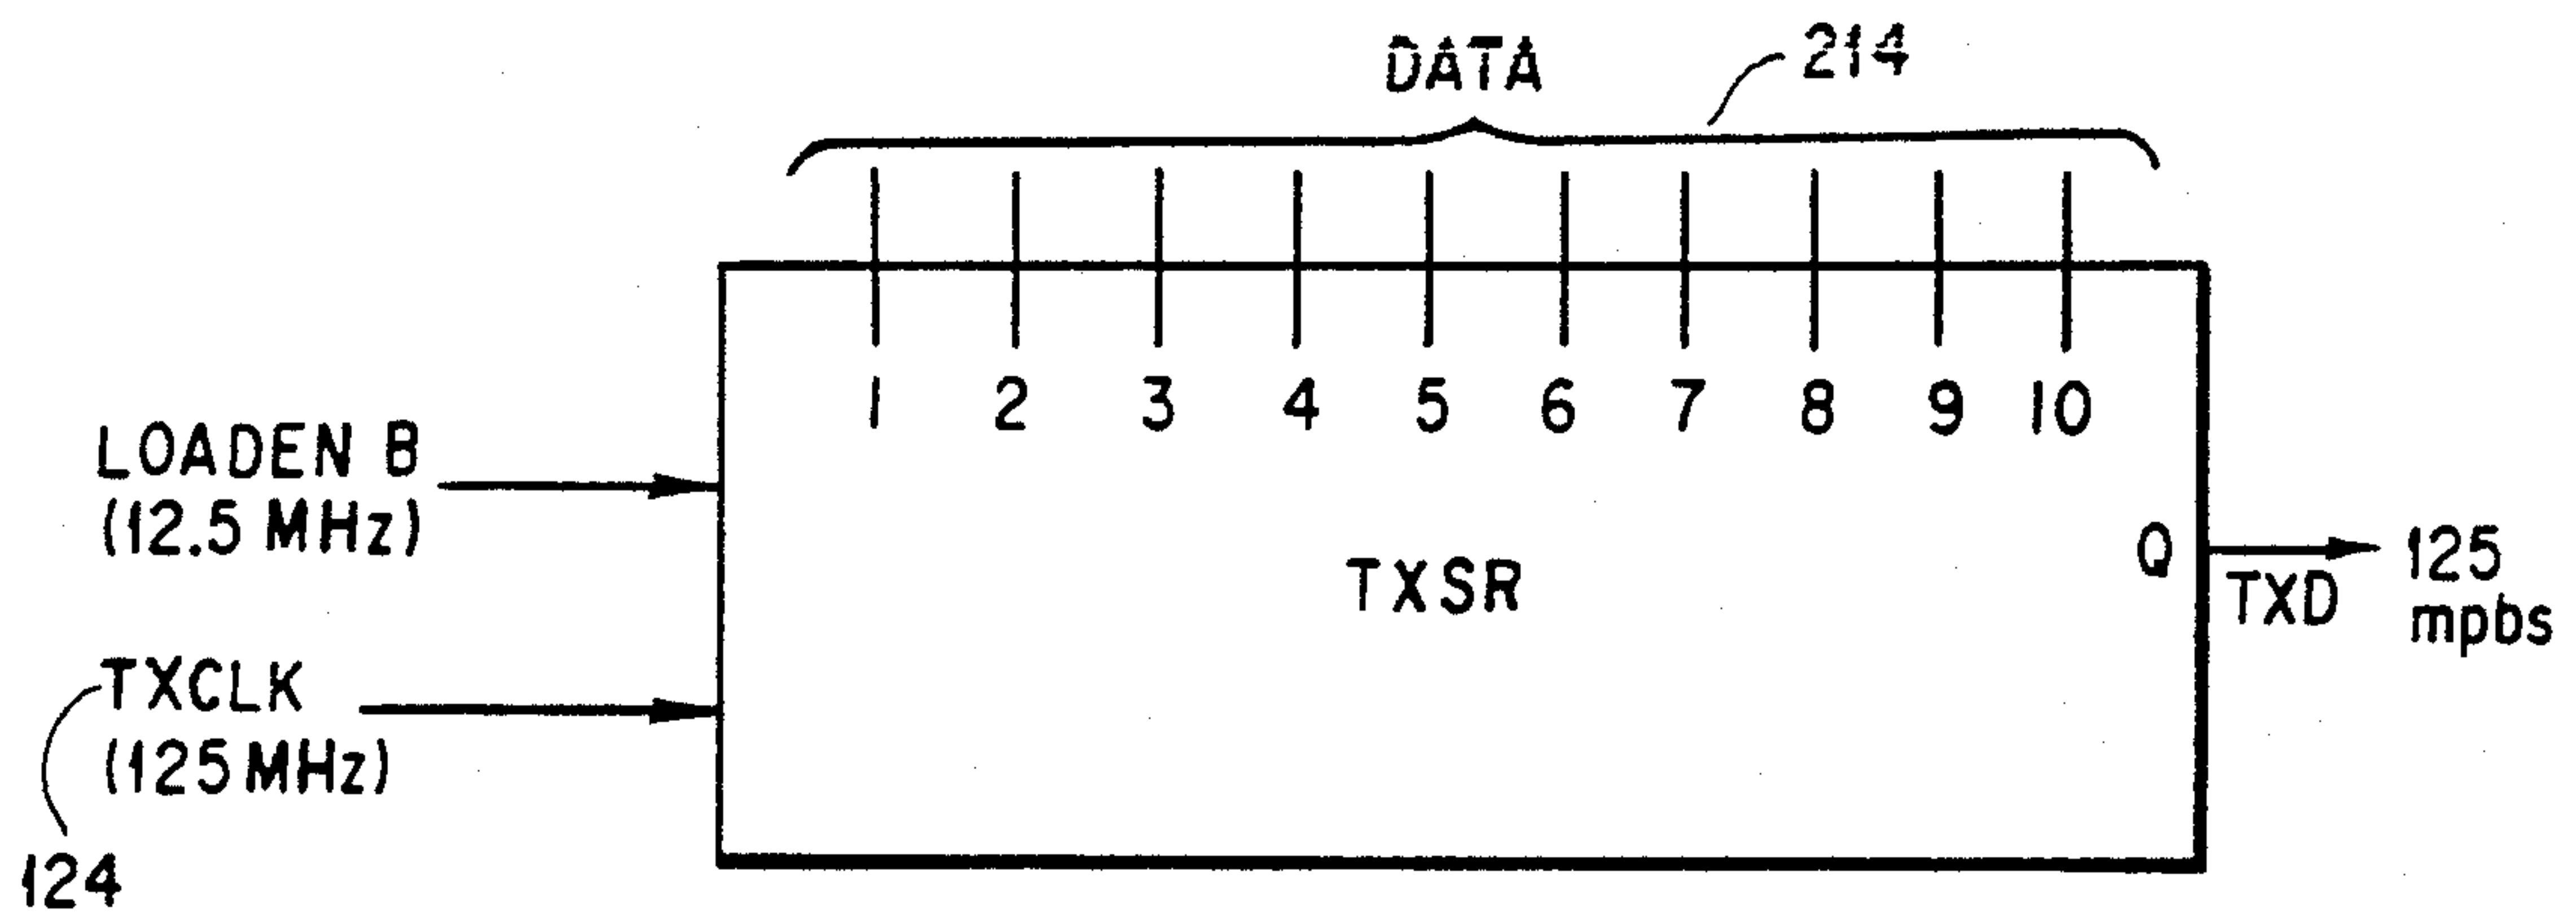 DATA
214
1 2 3 4 5 6 7 8 9 10
LOADEN B
(12.5 MHz)
TXSR
Q
TXD
125
mpbs
TXCLK
(125 MHz)
124